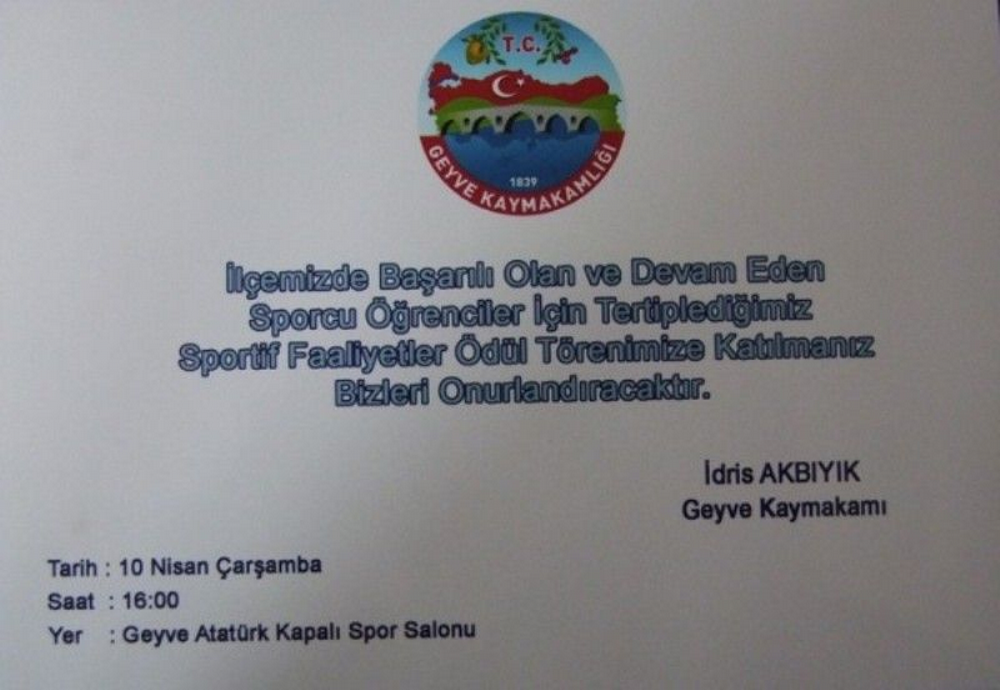 T.C.
1839
GEYVE KAYMAKAMLIĞI
İlçemizde Başarılı Olan ve Devam Eden
Sporcu Öğrenciler İçin Tertiplediğimiz
Sportif Faaliyetler Ödül Törenimize Katılmanız
Bizleri Onurlandıracaktır.
İdris AKBIYIK
Geyve Kaymakamı
Tarih : 10 Nisan Çarşamba
Saat : 16:00
Yer : Geyve Atatürk Kapalı Spor Salonu